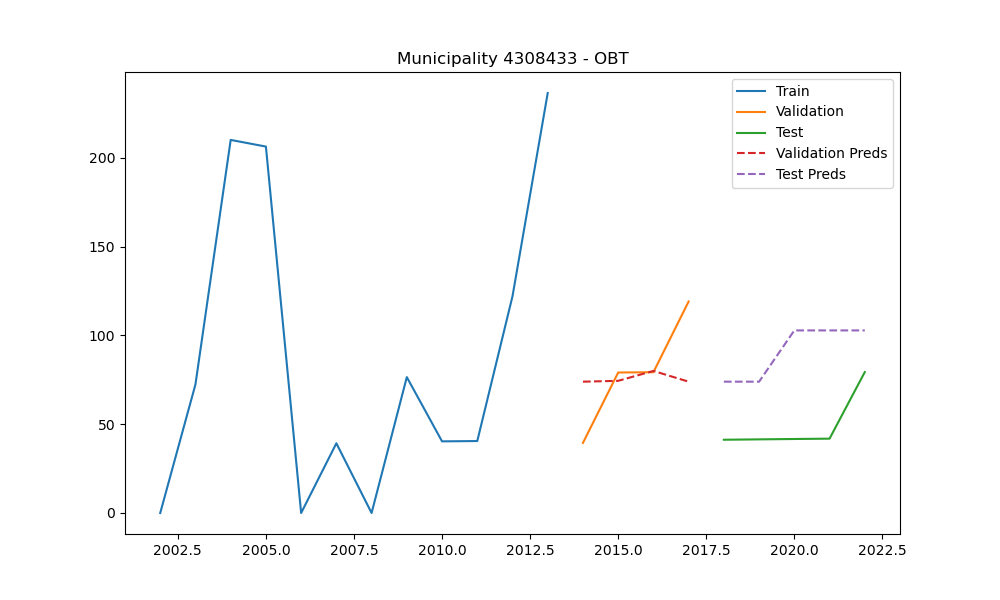 Municipality 4308433 - OBT
Train
Validation
Test
Validation Preds
Test Preds
200
150
100
50
0
2002.5 2005.0 2007.5 2010.0 2012.5 2015.0 2017.5 2020.0 2022.5